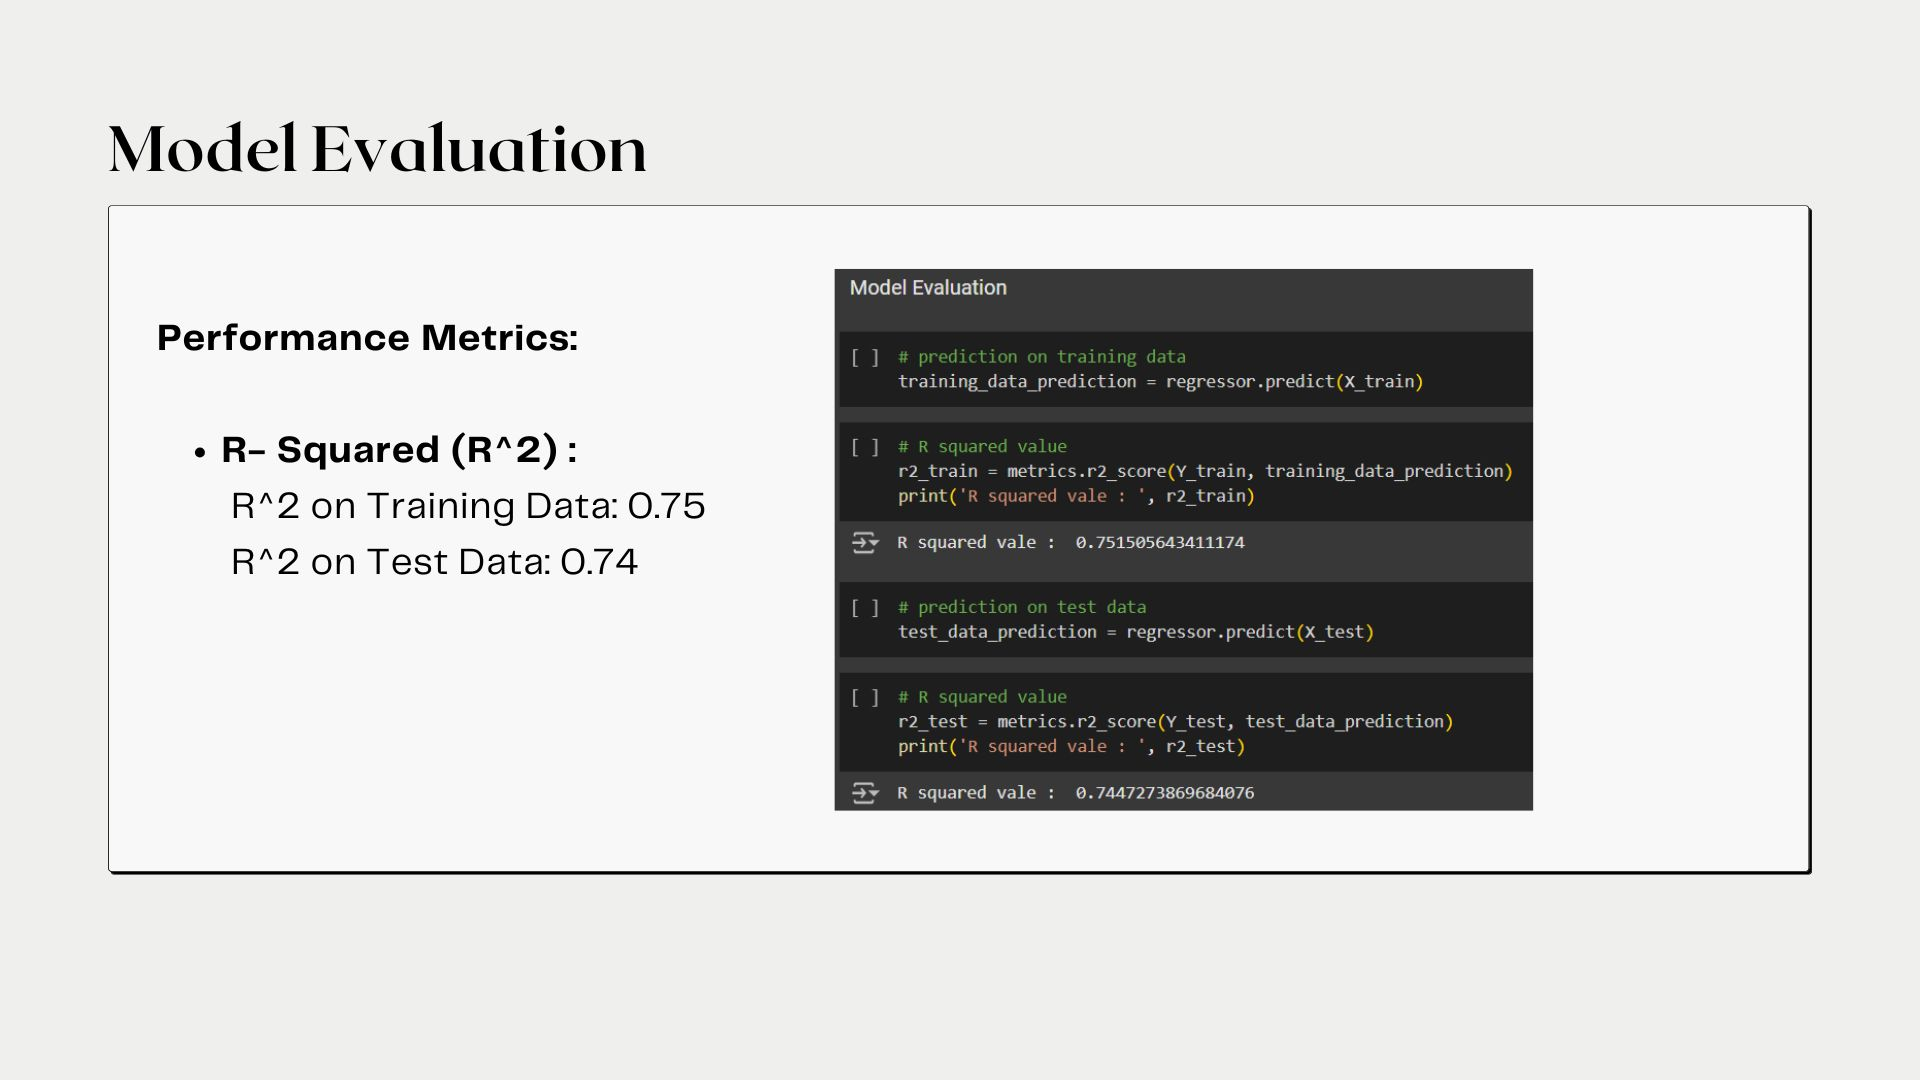 Model Evaluation
Performance Metrics:
• R- Squared (R^2) :
R^2 on Training Data: 0.75
R^2 on Test Data: 0.74
Model Evaluation
[ ] # prediction on training data
training_data_prediction = regressor.predict(X_train)
[ ] # R squared value
r2_train = metrics.r2_score(Y_train, training_data_prediction)
print('R squared vale : ', r2_train)
R squared vale :  0.751505643411174
[ ] # prediction on test data
test_data_prediction = regressor.predict(X_test)
[ ] # R squared value
r2_test = metrics.r2_score(Y_test, test_data_prediction)
print('R squared vale : ', r2_test)
R squared vale :  0.7447273869684076